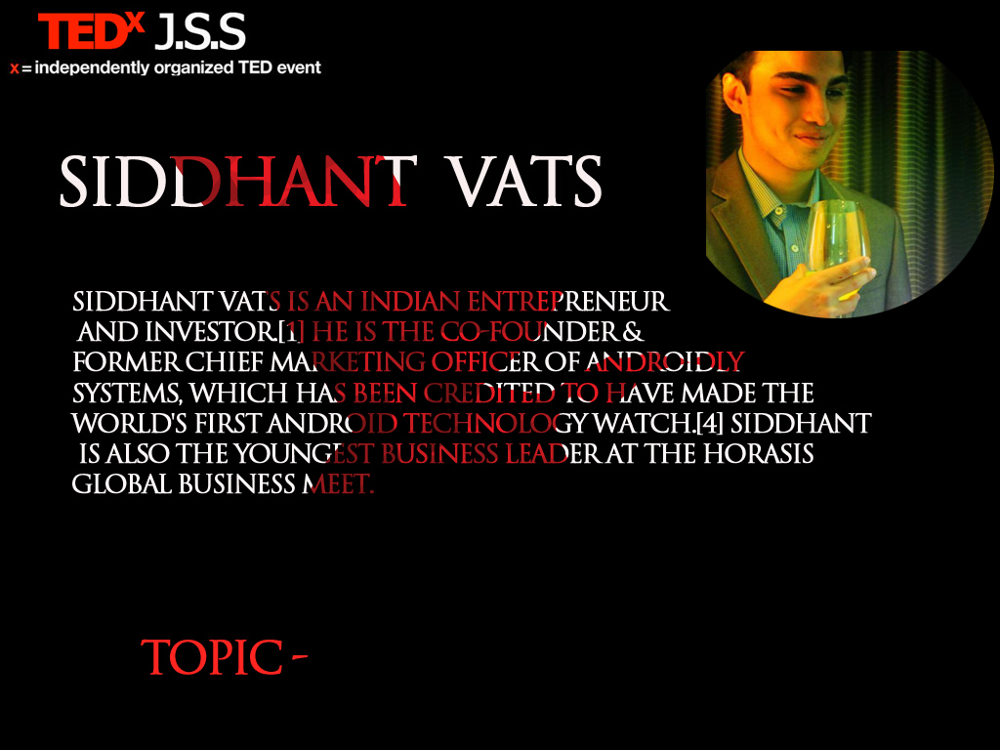 TEDx J.S.S
x = independently organized TED event
SIDDHANT VATS
SIDDHANT VATS IS AN INDIAN ENTREPRENEUR
AND INVESTOR.[1] HE IS THE CO-FOUNDER &
FORMER CHIEF MARKETING OFFICER OF ANDROIDLY
SYSTEMS, WHICH HAS BEEN CREDITED TO HAVE MADE THE
WORLD'S FIRST ANDROID TECHNOLOGY WATCH.[4] SIDDHANT
IS ALSO THE YOUNGEST BUSINESS LEADER AT THE HORASIS
GLOBAL BUSINESS MEET.
TOPIC -